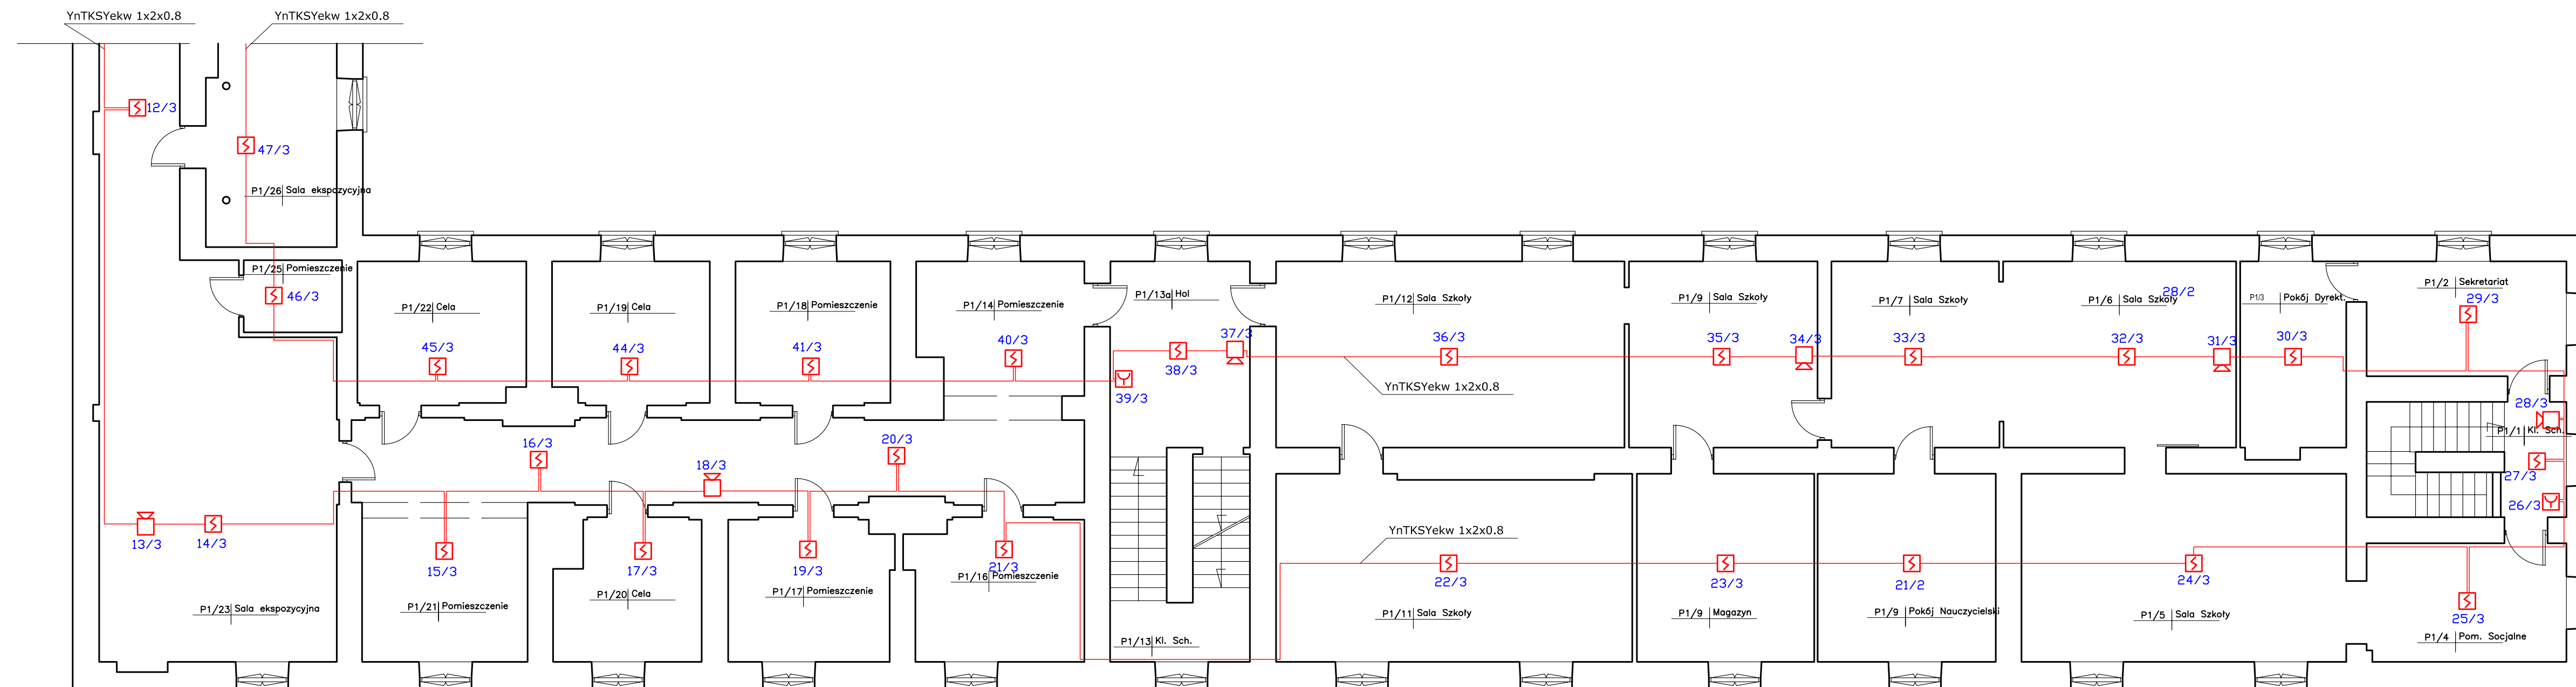 YnTKSYekw 1x2x0.8
YnTKSYekw 1x2x0.8
12/3
47/3
P1/26 Sala ekspozycyjna
P1/25 Pomieszczenie
46/3
P1/22 Cela
45/3
P1/19 Cela
44/3
P1/18 Pomieszczenie
41/3
P1/14 Pomieszczenie
40/3
P1/13a Hol
37/3
38/3
39/3
P1/12 Sala Szkoły
36/3
YnTKSYekw 1x2x0.8
P1/9 Sala Szkoły
35/3
34/3
P1/7 Sala Szkoły
33/3
28/2
P1/6 Sala Szkoły
32/3
31/3
P1/3 Pokój Dyrekt.
30/3
P1/2 Sekretariat
29/3
28/3
P1/1 Kl. Sch.
27/3
26/3
16/3
18/3
20/3
13/3
14/3
15/3
17/3
19/3
21/3
P1/23 Sala ekspozycyjna
P1/21 Pomieszczenie
P1/20 Cela
P1/17 Pomieszczenie
P1/16 Pomieszczenie
P1/13 Kl. Sch.
YnTKSYekw 1x2x0.8
22/3
P1/11 Sala Szkoły
23/3
P1/9 Magazyn
21/2
P1/9 Pokój Nauczycielski
24/3
P1/5 Sala Szkoły
25/3
P1/4 Pom. Socjalne